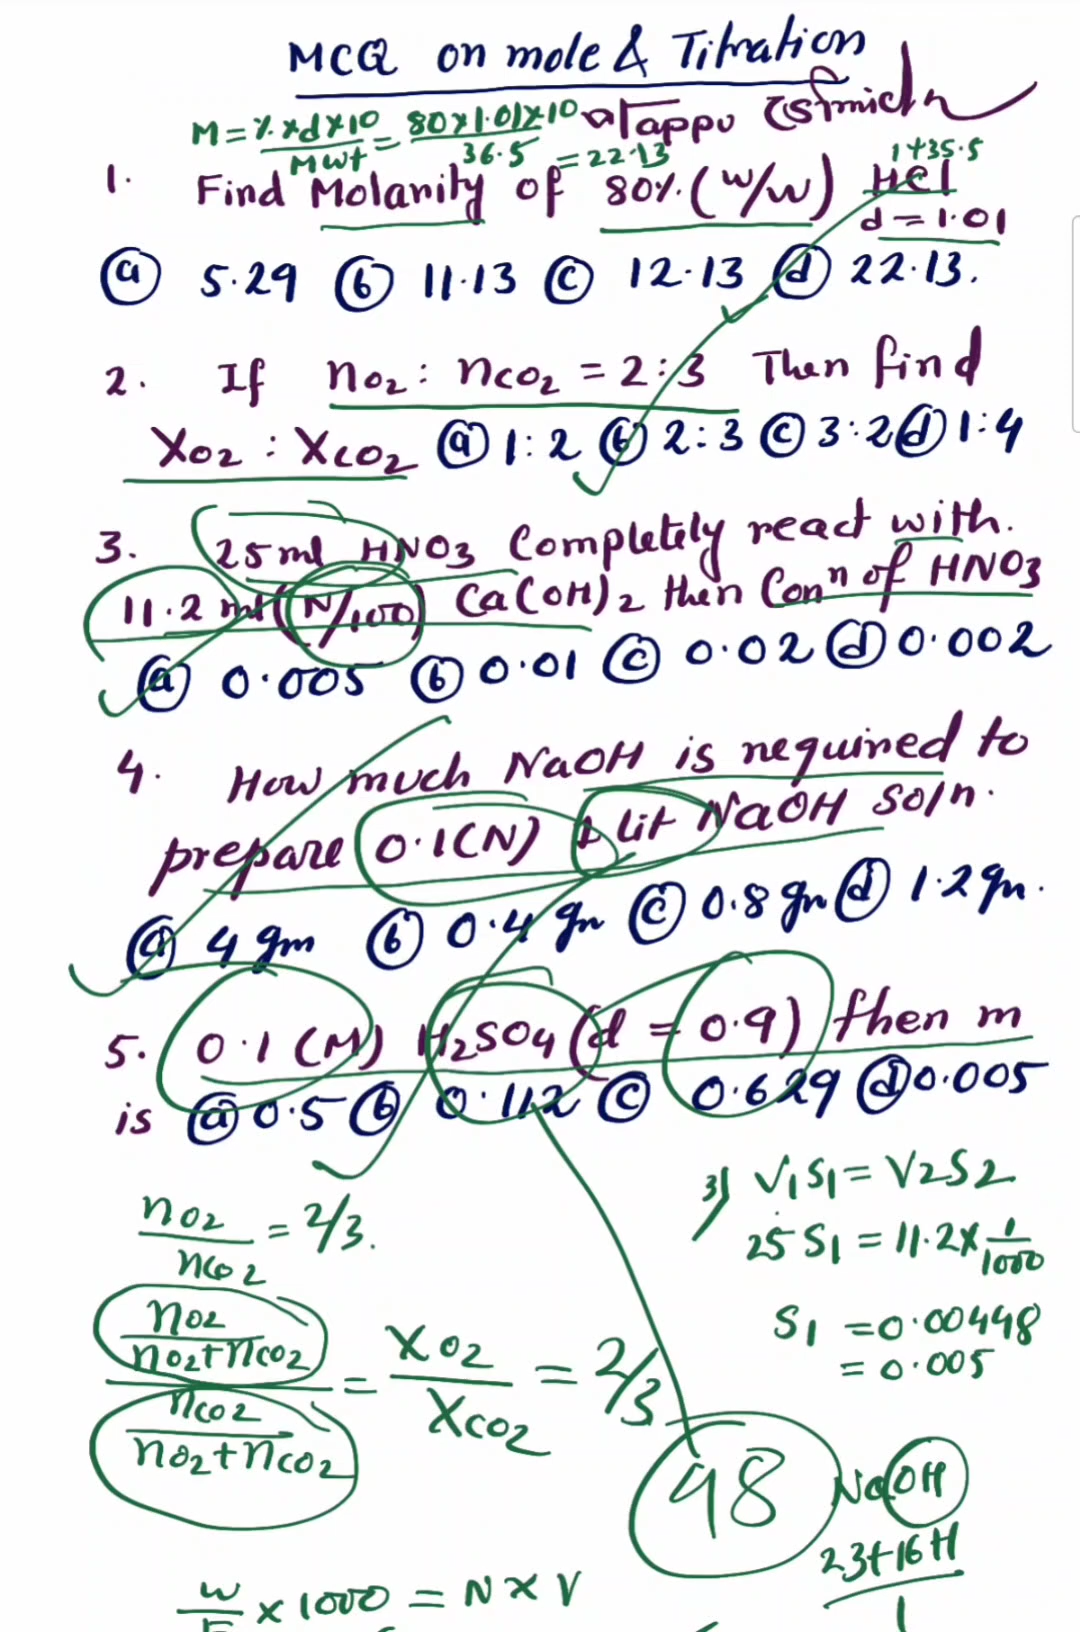 MCQ on mole & Titration
M = %xdx10 / Mwt = 80x1.01x10 / 36.5 = 22.13
Tappu
1+35.5
1. Find Molarity of 80% (w/w) HCl
d = 1.01
(a) 5.29 (b) 11.13 (c) 12.13 (d) 22.13.
2. If nO2 : nCO2 = 2:3 Then find
XO2 : XCO2 (a) 1:2 (b) 2:3 (c) 3:2 (d) 1:4
3. 25ml HNO3 Completely react with.
11.2 ml (N/100) Ca(OH)2 then Conn of HNO3
(a) 0.005 (b) 0.01 (c) 0.02 (d) 0.002
4. How much NaOH is required to
prepare 0.1(N) 1 lit NaOH soln.
(a) 4 gm (b) 0.4 gm (c) 0.8 gm (d) 1.2 gm.
5. 0.1 (M) H2SO4 (d = 0.9) then m
is (a) 0.5 (b) 0.112 (c) 0.629 (d) 0.005
nO2 / nCO2 = 2/3.
3) V1S1 = V2S2
25 S1 = 11.2x 1/1000
S1 = 0.00448
= 0.005
nO2 / nO2+nCO2
nCO2 / nO2+nCO2
= XO2 / XCO2 = 2/3
98
NaOH
23+16+1
1
w/E x 1000 = N x V